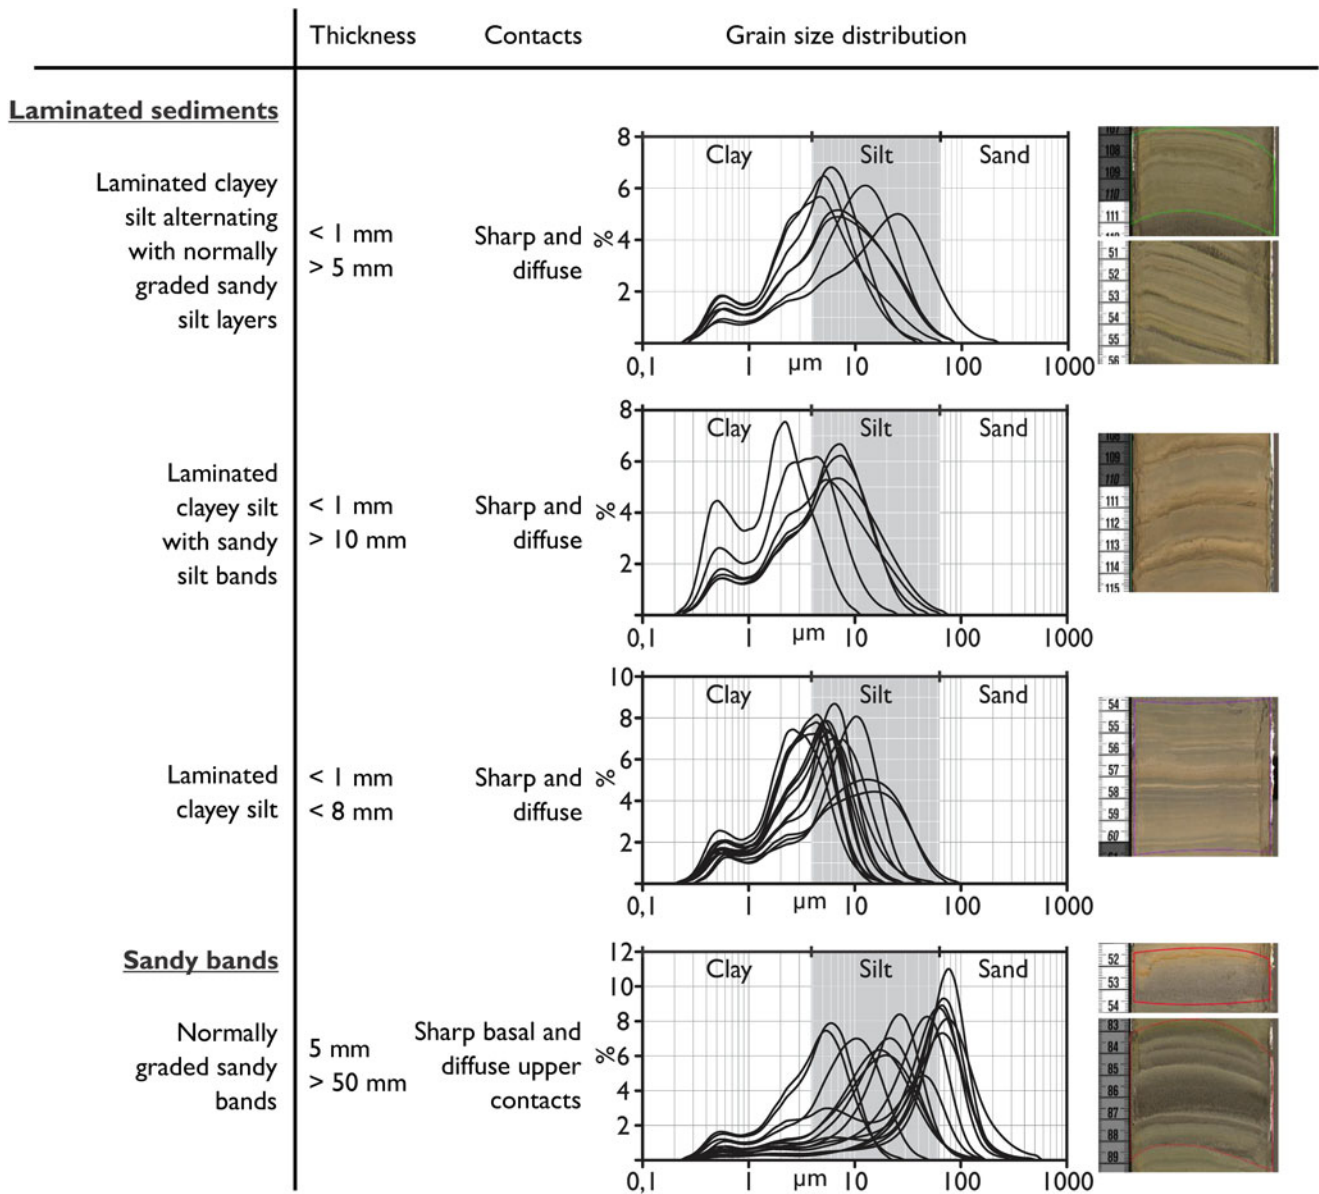 Thickness Contacts Grain size distribution
Laminated sediments
Laminated clayey
silt alternating
with normally
graded sandy
silt layers
< 1 mm
> 5 mm
Sharp and
diffuse
%
8
6
4
2
Clay Silt Sand
0,1 1 µm 10 100 1000
107
108
109
110
111
51
52
53
54
55
56
Laminated
clayey silt
with sandy
silt bands
< 1 mm
> 10 mm
Sharp and
diffuse
%
8
6
4
2
Clay Silt Sand
0,1 1 µm 10 100 1000
108
109
110
111
112
113
114
115
Laminated
clayey silt
< 1 mm
< 8 mm
Sharp and
diffuse
%
10
8
6
4
2
Clay Silt Sand
0,1 1 µm 10 100 1000
54
55
56
57
58
59
60
Sandy bands
Normally
graded sandy
bands
5 mm
> 50 mm
Sharp basal and
diffuse upper
contacts
%
12
10
8
6
4
2
Clay Silt Sand
0,1 1 µm 10 100 1000
52
53
54
83
84
85
87
88
89